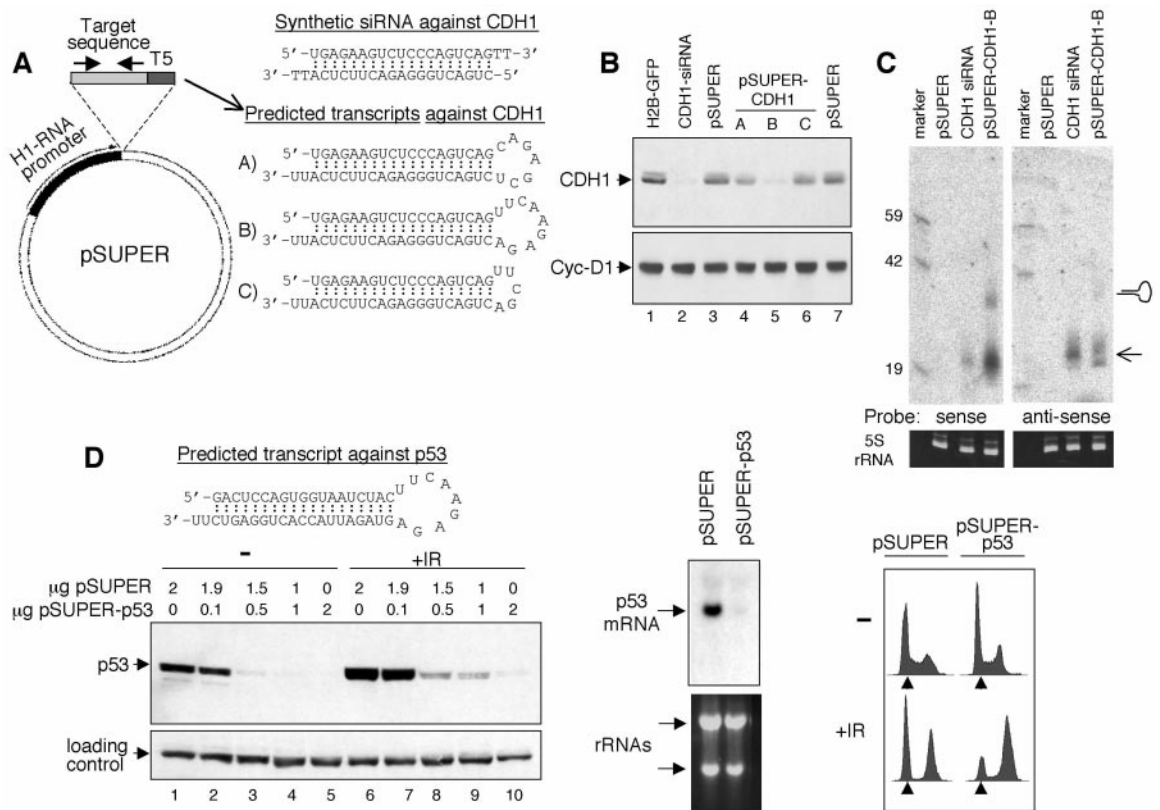 A
Target
sequence
T5
H1-RNA
promoter
pSUPER
Synthetic siRNA against CDH1
5'-UGAGAAGUCUCCCAGUCAGTT-3'
3'-TTACUCUUCAGAGGGUCAGUC-5'
Predicted transcripts against CDH1
A)
5'-UGAGAAGUCUCCCAGUCAG
3'-UUACUCUUCAGAGGGUCAGUC
B)
5'-UGAGAAGUCUCCCAGUCAGUUCAAGAGA
3'-UUACUCUUCAGAGGGUCAGUC
C)
5'-UGAGAAGUCUCCCAGUCAGUUCGA
3'-UUACUCUUCAGAGGGUCAGUC
B
H2B-GFP
CDH1-siRNA
pSUPER
pSUPER-
CDH1
A B C
pSUPER
CDH1
Cyc-D1
1 2 3 4 5 6 7
C
marker
pSUPER
CDH1 siRNA
pSUPER-CDH1-B
marker
pSUPER
CDH1 siRNA
pSUPER-CDH1-B
59
42
19
Probe: sense anti-sense
5S
rRNA
D
Predicted transcript against p53
5'-GACUCCAGUGGUAAUCUACUUCAAGAGA
3'-UUCUGAGGUCACCAUUAGAUG
- +IR
µg pSUPER 2 1.9 1.5 1 0 2 1.9 1.5 1 0
µg pSUPER-p53 0 0.1 0.5 1 2 0 0.1 0.5 1 2
p53
loading
control
1 2 3 4 5 6 7 8 9 10
pSUPER
pSUPER-p53
p53
mRNA
rRNAs
pSUPER
pSUPER-
p53
-
+IR